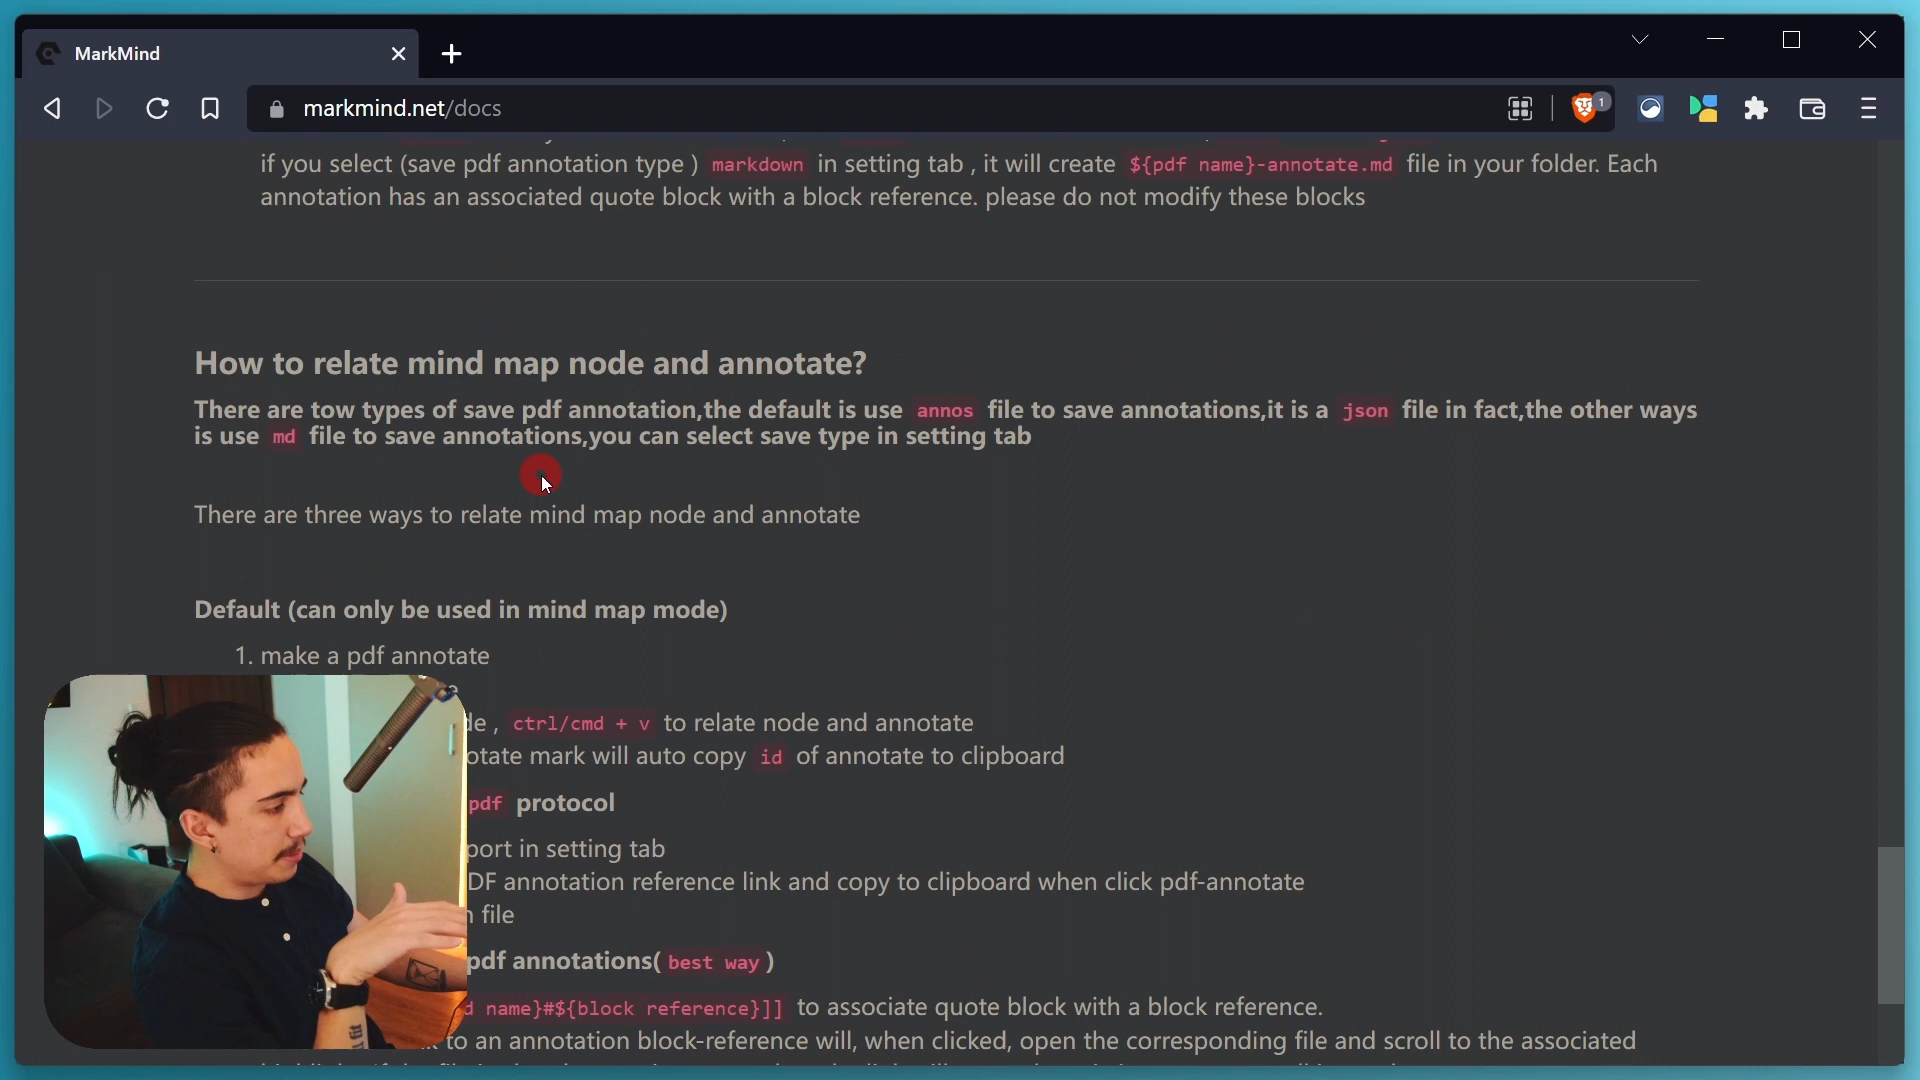 MarkMind
markmind.net/docs
1
if you select (save pdf annotation type ) markdown in setting tab , it will create ${pdf name}-annotate.md file in your folder. Each
annotation has an associated quote block with a block reference. please do not modify these blocks
How to relate mind map node and annotate?
There are tow types of save pdf annotation,the default is use annos file to save annotations,it is a json file in fact,the other ways
is use md file to save annotations,you can select save type in setting tab
There are three ways to relate mind map node and annotate
Default (can only be used in mind map mode)
1. make a pdf annotate
de , ctrl/cmd + v to relate node and annotate
otate mark will auto copy id of annotate to clipboard
pdf protocol
port in setting tab
DF annotation reference link and copy to clipboard when click pdf-annotate
file
pdf annotations( best way )
d name}#${block reference}]] to associate quote block with a block reference.
to an annotation block-reference will, when clicked, open the corresponding file and scroll to the associated